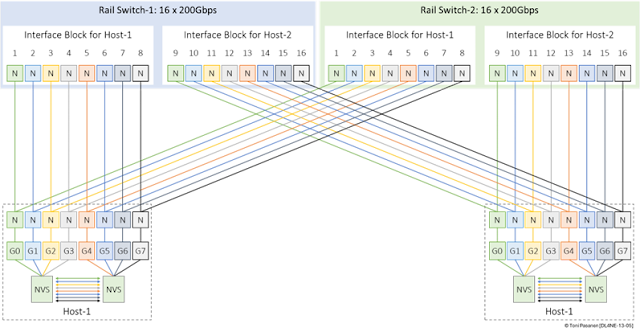 Rail Switch-1: 16 x 200Gbps Rail Switch-2: 16 x 200Gbps
Interface Block for Host-1 Interface Block for Host-2 Interface Block for Host-1 Interface Block for Host-2
1 2 3 4 5 6 7 8 9 10 11 12 13 14 15 16 1 2 3 4 5 6 7 8 9 10 11 12 13 14 15 16
N N N N N N N N N N N N N N N N N N N N N N N N N N N N N N N N
N N N N N N N N N N N N N N N N
G0 G1 G2 G3 G4 G5 G6 G7 G0 G1 G2 G3 G4 G5 G6 G7
NVS NVS NVS NVS
Host-1 Host-1
© Toni Pasanen [DL4NE-13-05]